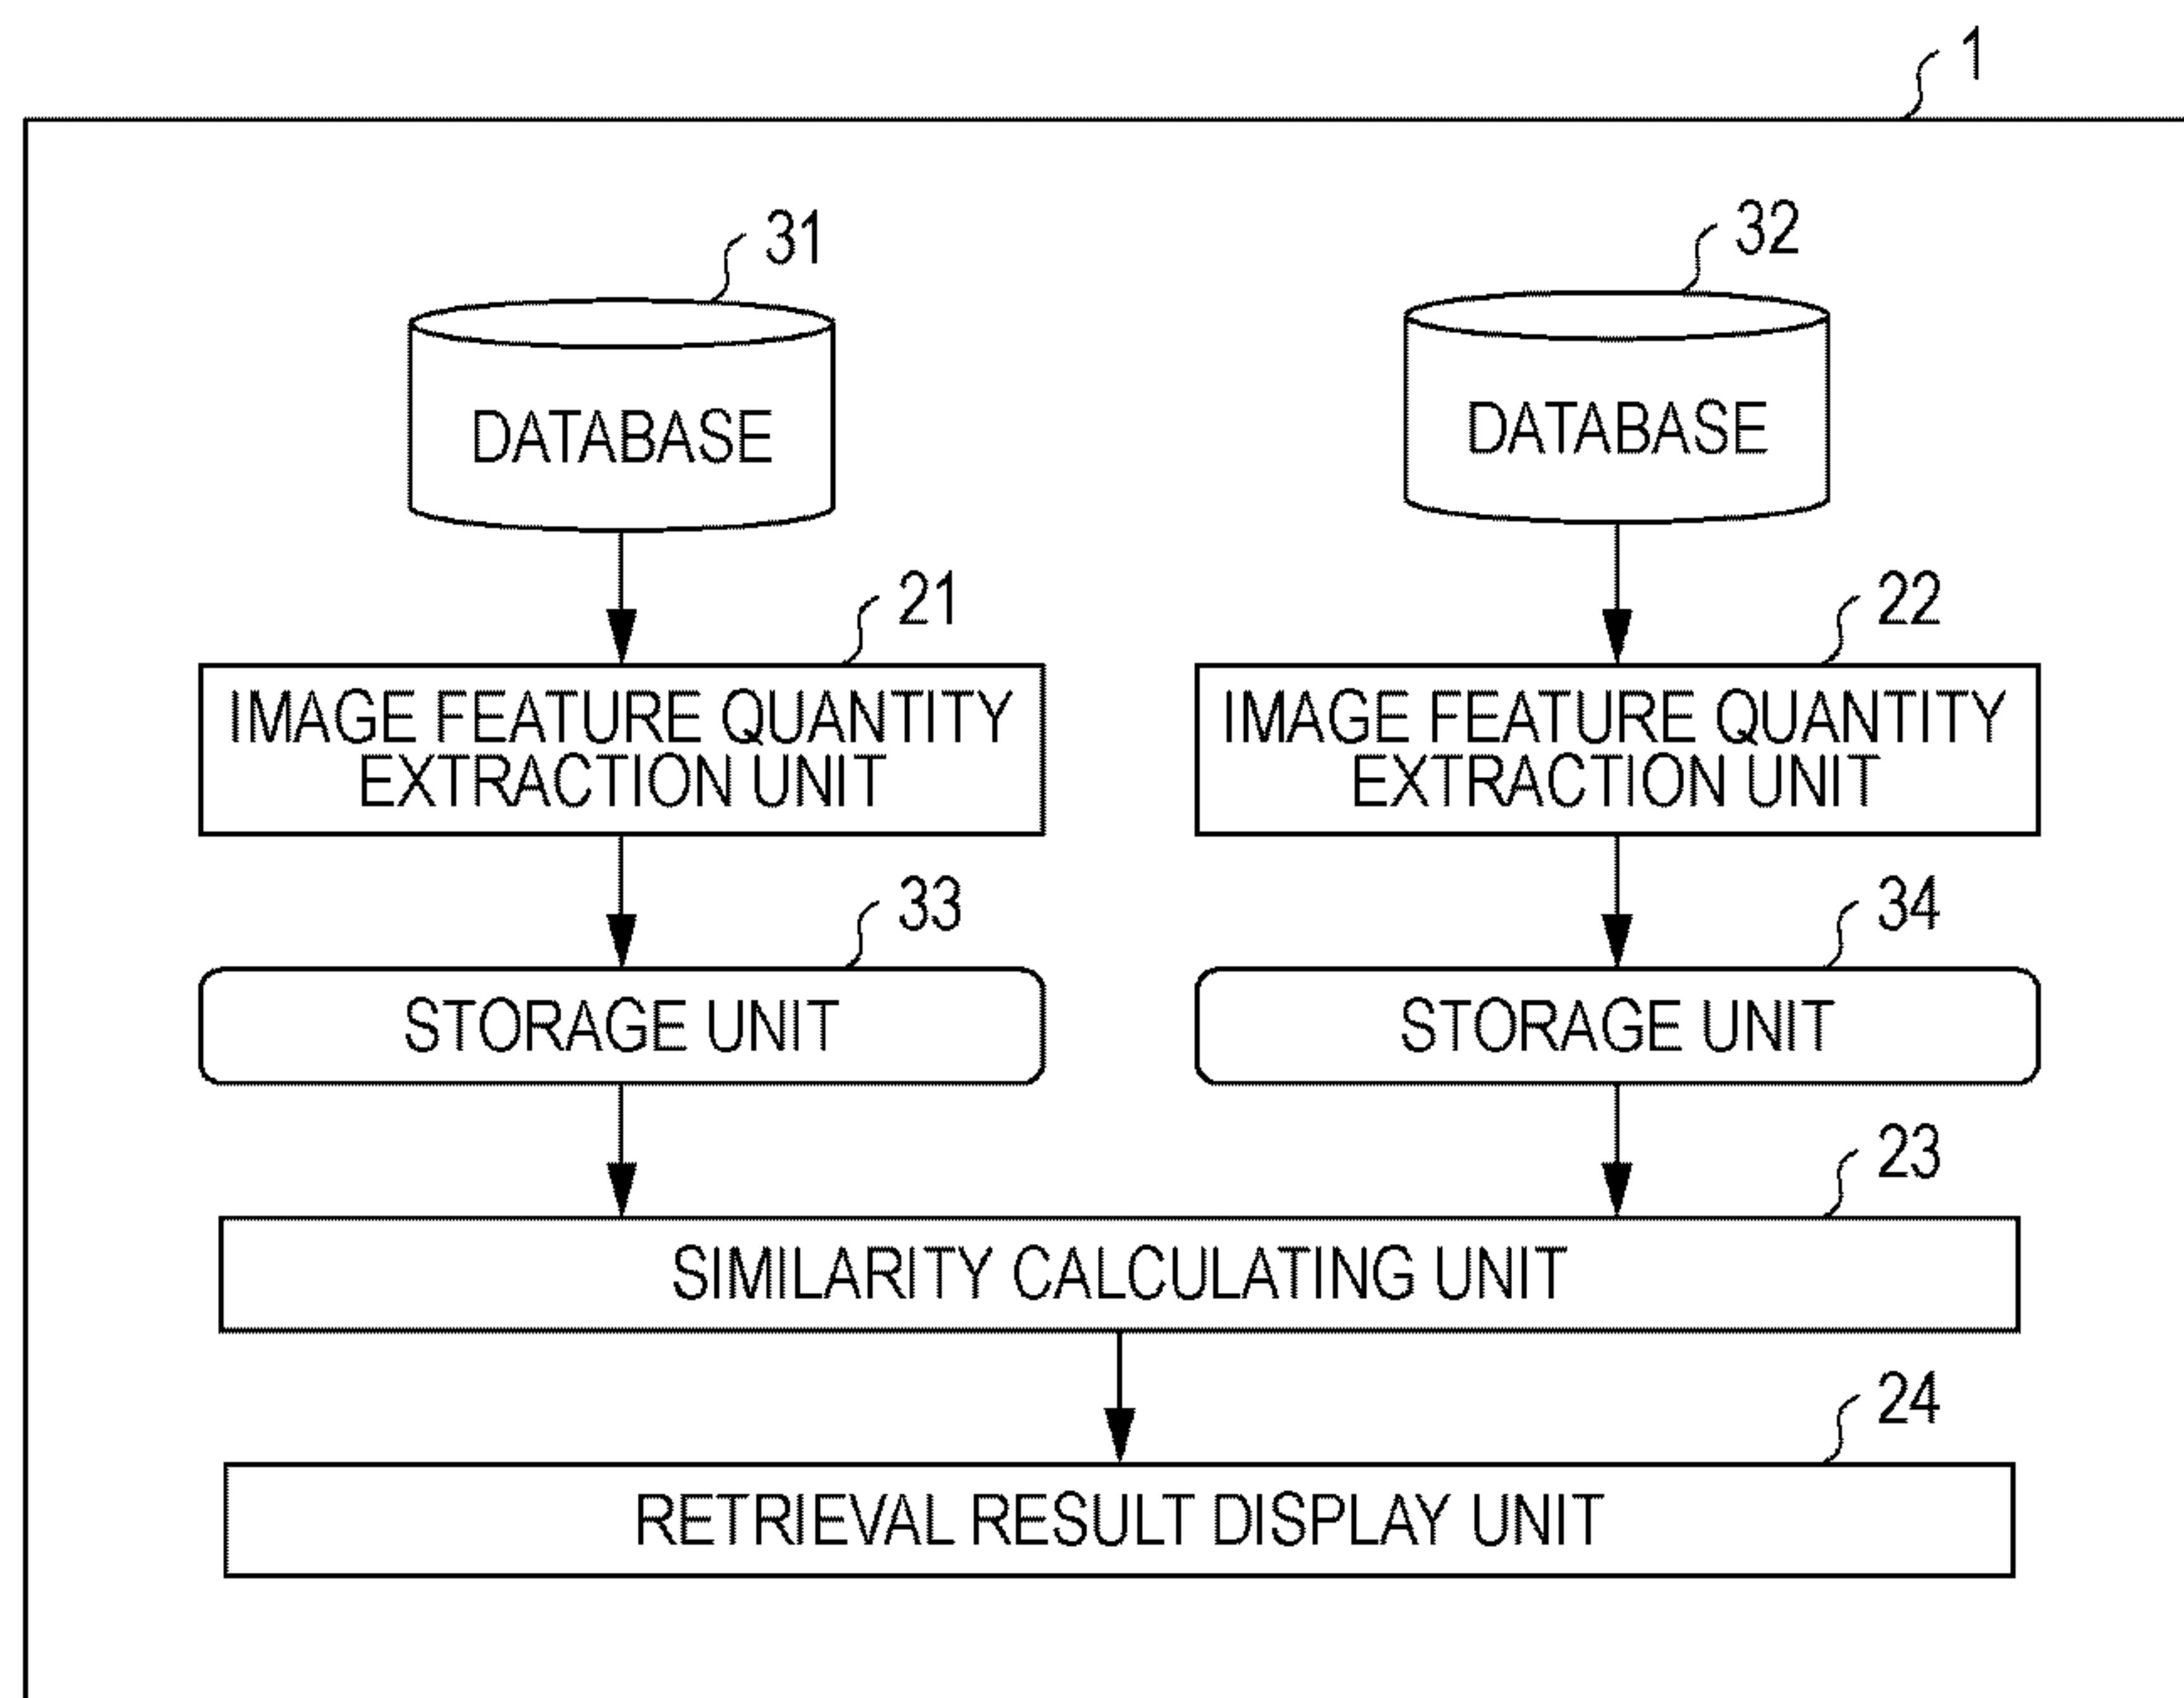 1
31
32
DATABASE
DATABASE
21
22
IMAGE FEATURE QUANTITY
EXTRACTION UNIT
IMAGE FEATURE QUANTITY
EXTRACTION UNIT
33
34
STORAGE UNIT
STORAGE UNIT
23
SIMILARITY CALCULATING UNIT
24
RETRIEVAL RESULT DISPLAY UNIT